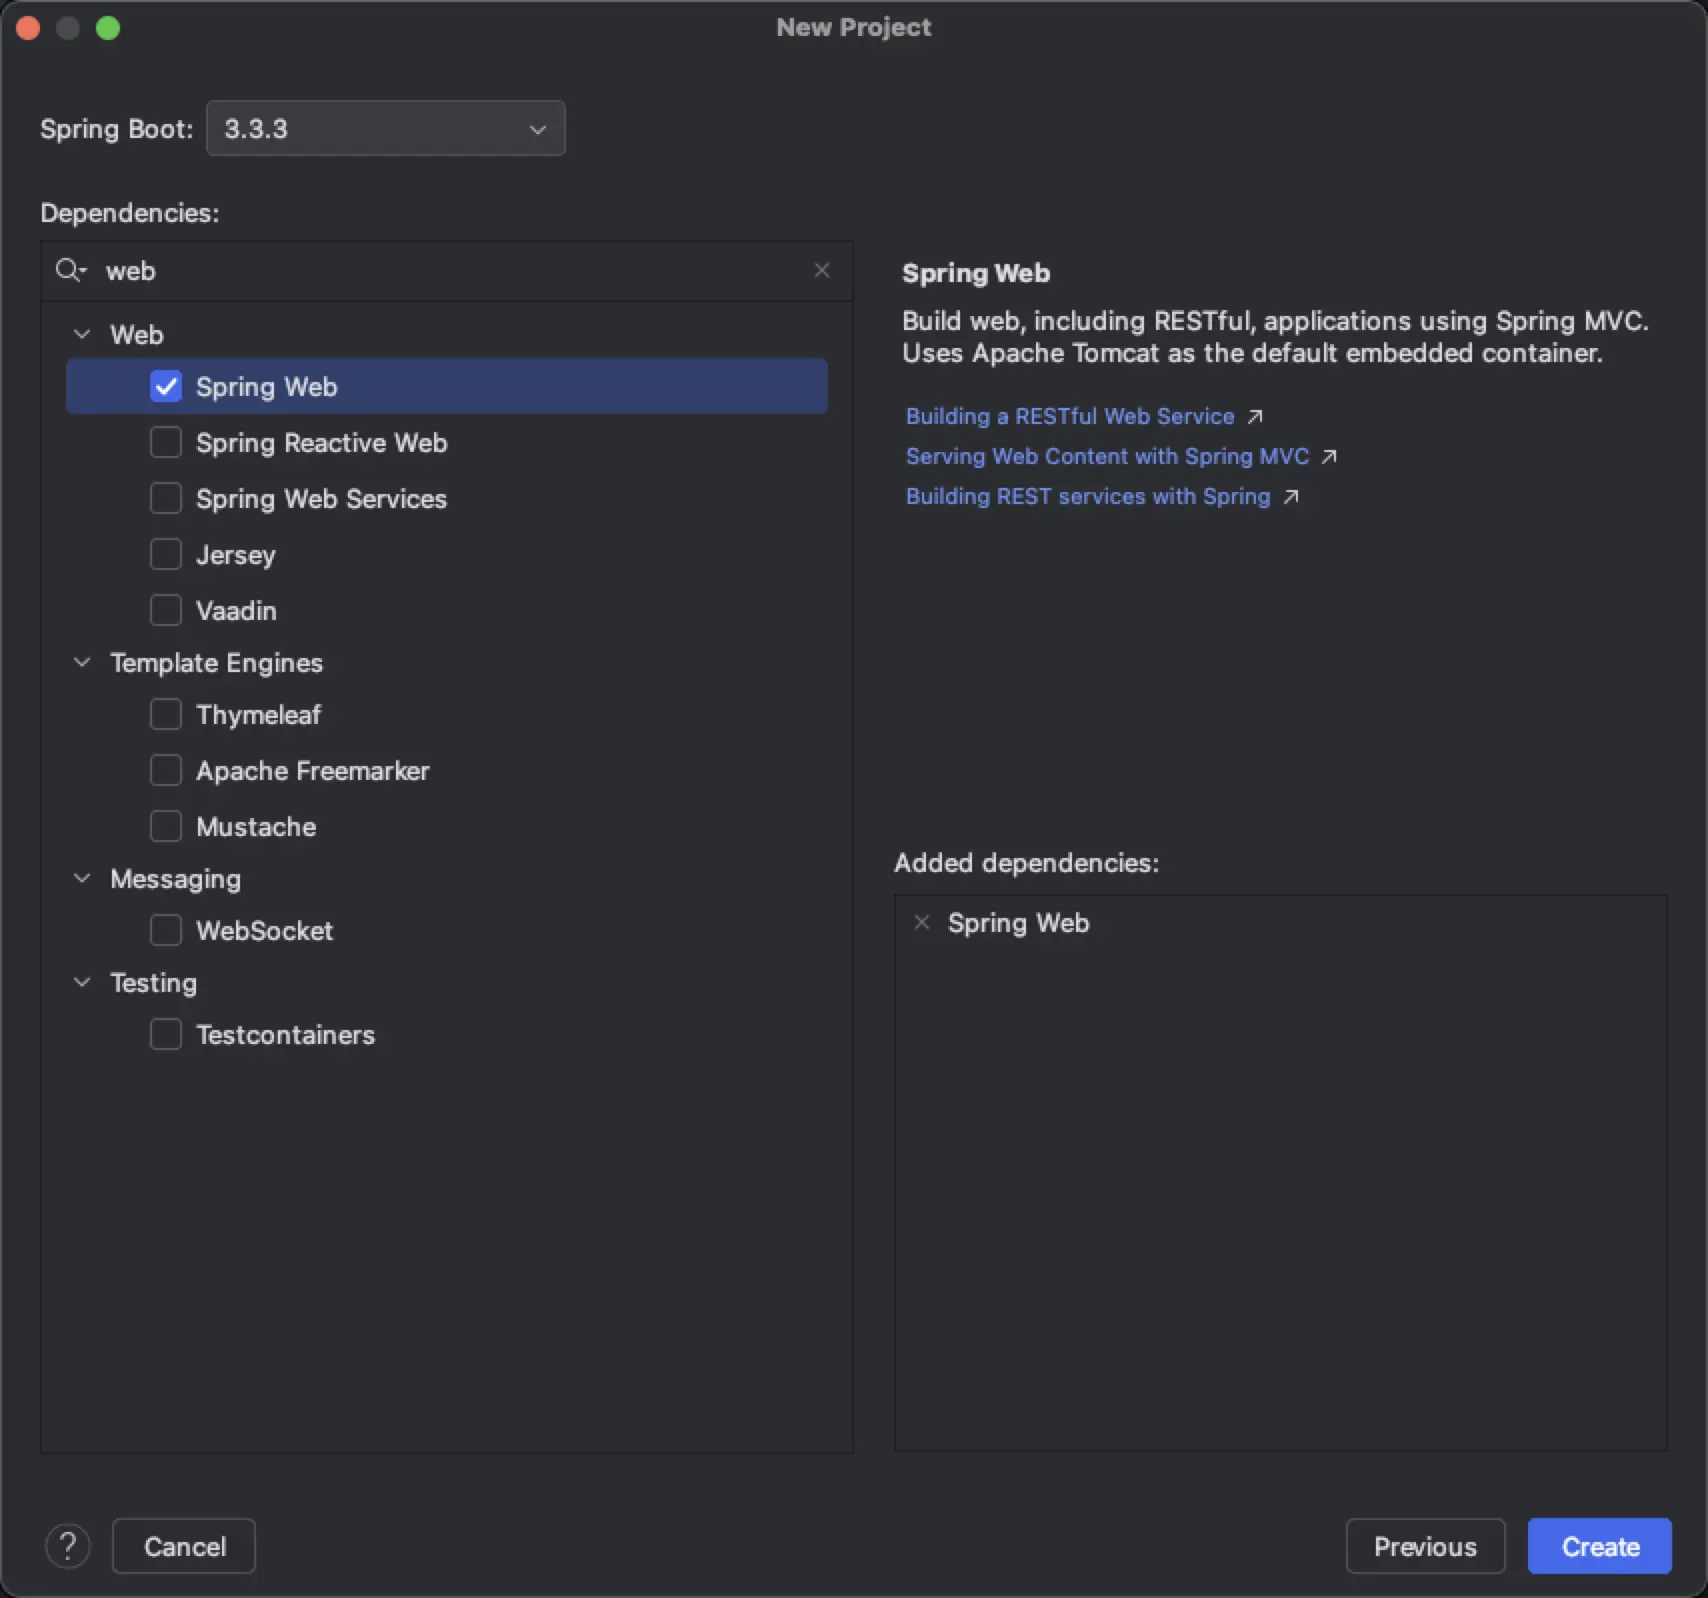 New Project
Spring Boot: 3.3.3
Dependencies:
web
Web
Spring Web
Spring Reactive Web
Spring Web Services
Jersey
Vaadin
Template Engines
Thymeleaf
Apache Freemarker
Mustache
Messaging
WebSocket
Testing
Testcontainers
Spring Web
Build web, including RESTful, applications using Spring MVC.
Uses Apache Tomcat as the default embedded container.
Building a RESTful Web Service ↗
Serving Web Content with Spring MVC ↗
Building REST services with Spring ↗
Added dependencies:
Spring Web
? Cancel Previous Create